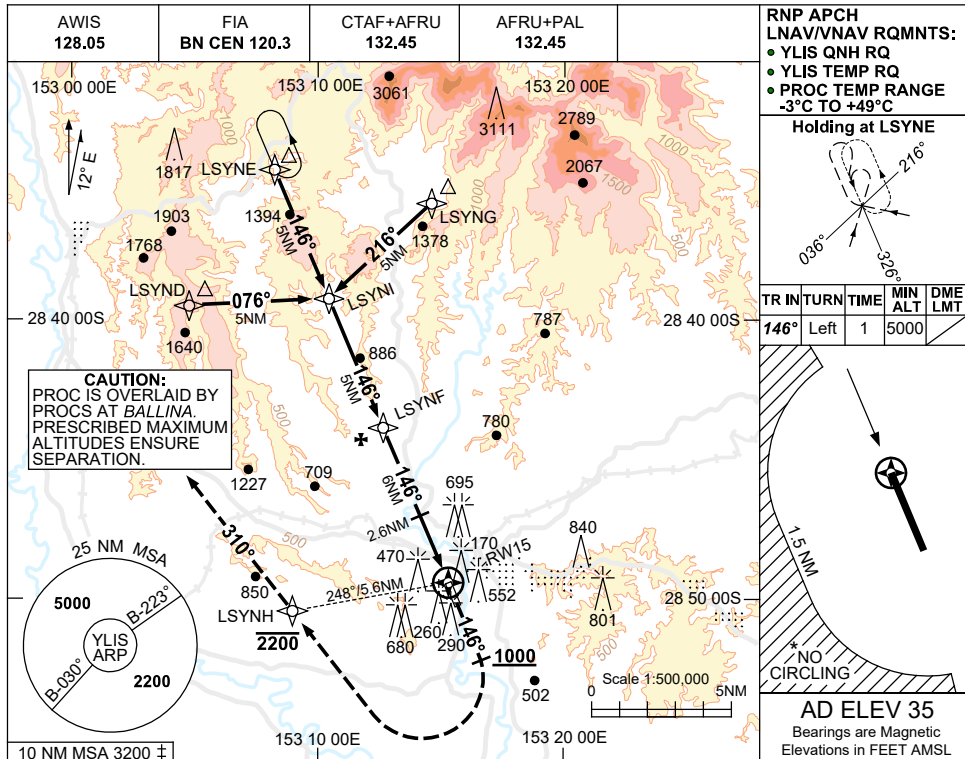 AWIS
128.05
FIA
BN CEN 120.3
CTAF+AFRU
132.45
AFRU+PAL
132.45
RNP APCH
LNAV/VNAV RQMNTS:
• YLIS QNH RQ
• YLIS TEMP RQ
• PROC TEMP RANGE
-3°C TO +49°C
153 00 00E
153 10 00E
153 20 00E
3061
3111
2789
2067
1000
1000
1000
1500
12° E
1817
LSYNE
1394
146°
5NM
LSYNG
1378
216°
5NM
500
1903
1768
LSYND
076°
5NM
LSYNI
1640
28 40 00S
28 40 00S
787
886
146°
5NM
LSYNF
780
CAUTION:
PROC IS OVERLAID BY
PROCS AT BALLINA.
PRESCRIBED MAXIMUM
ALTITUDES ENSURE
SEPARATION.
500
1227
709
146°
6NM
695
2.6NM
310°
500
470
170
RW15
840
850
248°/5.6NM
552
801
28 50 00S
LSYNH
2200
680
260
290
146°
1000
500
502
25 NM MSA
5000
B-223°
YLIS
ARP
B-030°
2200
Scale 1:500,000
0
5NM
10 NM MSA 3200 ‡
153 10 00E
153 20 00E
Holding at LSYNE
216°
036°
326°
TR IN
TURN
TIME
MIN
ALT
DME
LMT
146°
Left
1
5000
1.5 NM
*NO
CIRCLING
AD ELEV 35
Bearings are Magnetic
Elevations in FEET AMSL